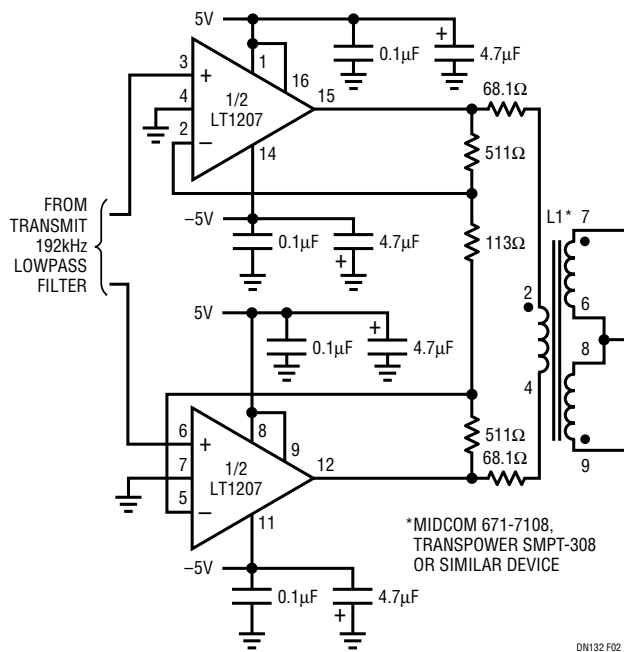 5V
0.1µF
+
4.7µF
3
+
1
16
4
1/2
LT1207
15
2
−
14
68.1Ω
511Ω
−5V
0.1µF
4.7µF
+
113Ω
FROM
TRANSMIT
192kHz
LOWPASS
FILTER
L1* 7
2
6
8
4
9
5V
0.1µF
+
4.7µF
6
+
8
9
7
1/2
LT1207
12
5
−
11
511Ω
68.1Ω
−5V
0.1µF
4.7µF
+
*MIDCOM 671-7108,
TRANSPOWER SMPT-308
OR SIMILAR DEVICE
DN132 F02